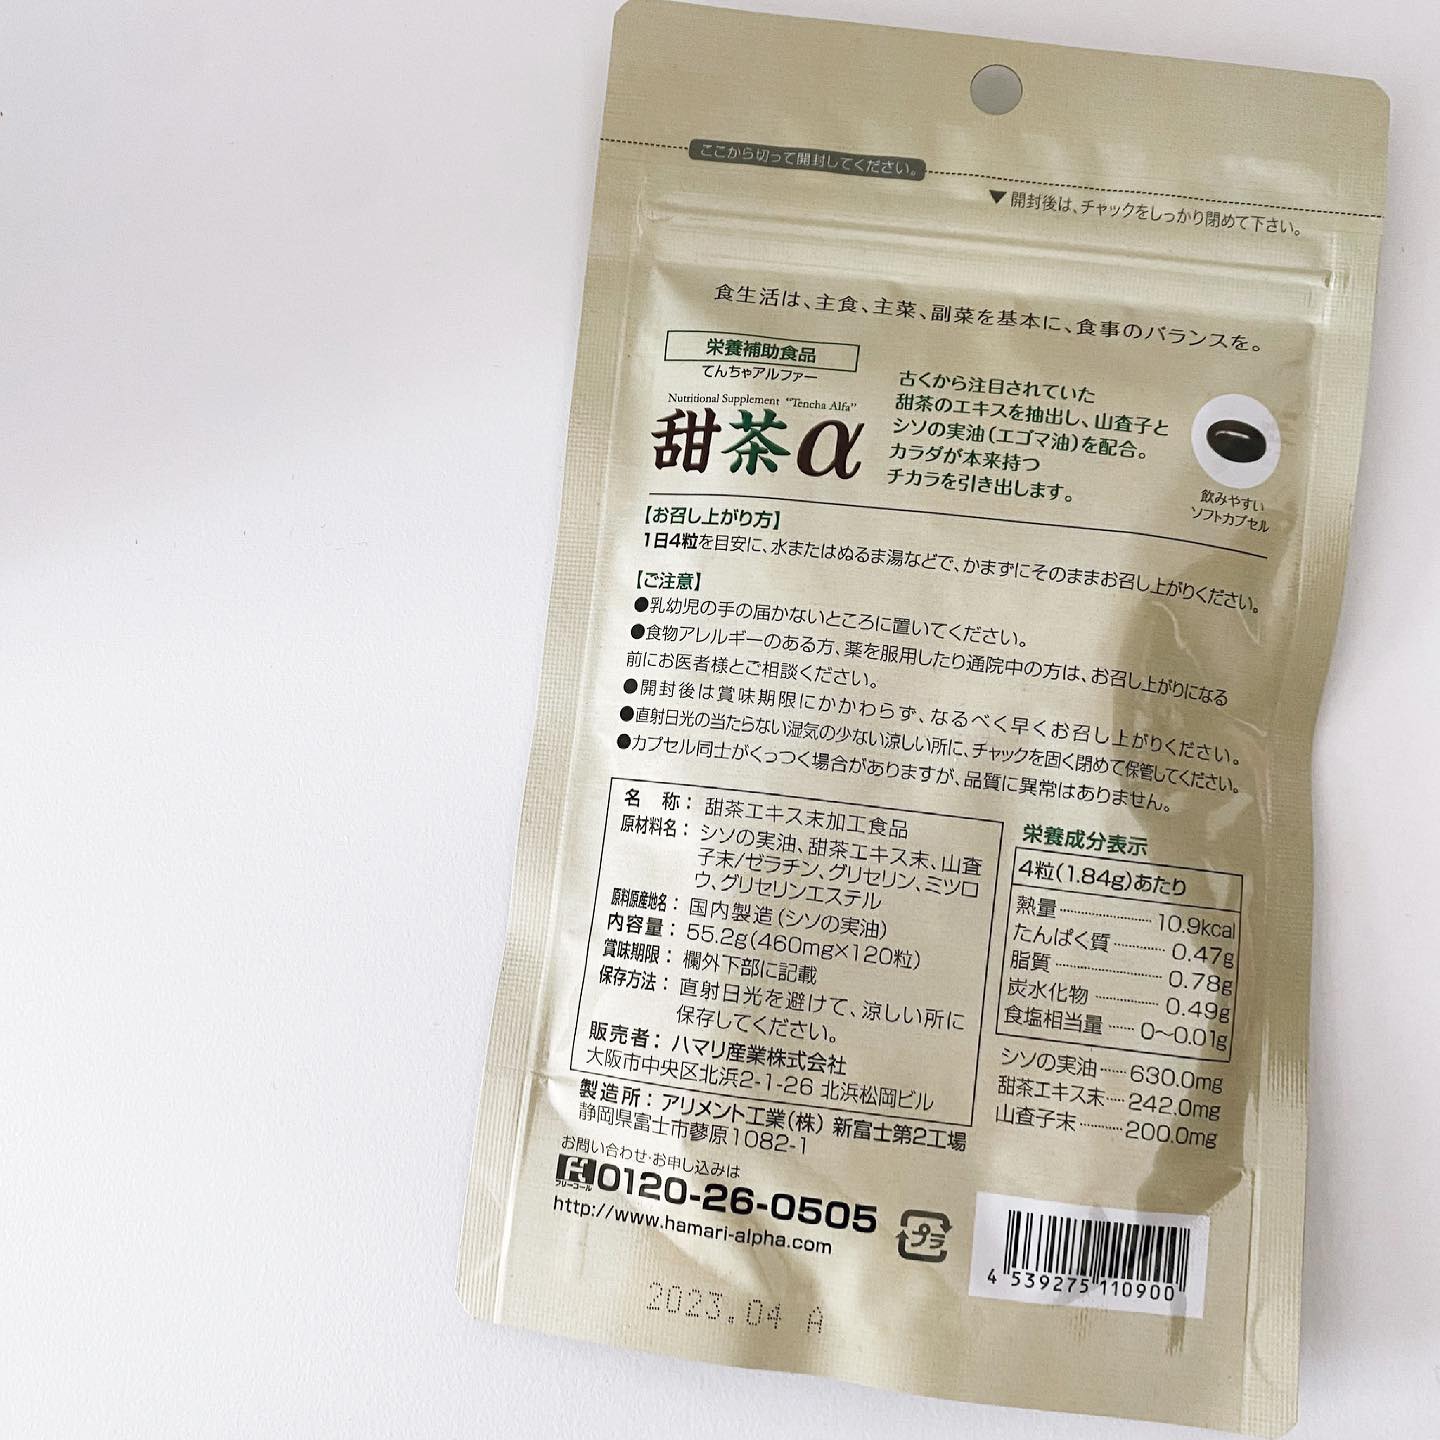 ここから切って開封してください。
▼開封後は、チャックをしっかり閉めて下さい。
食生活は、主食、主菜、副菜を基本に、食事のバランスを。
栄養補助食品
てんちゃアルファー
Nutritional Supplement “Tencha Alfa”
甜茶α
古くから注目されていた
甜茶のエキスを抽出し、山査子と
シソの実油(エゴマ油)を配合。
カラダが本来持つ
チカラを引き出します。
飲みやすい
ソフトカプセル
【お召し上がり方】
1日4粒を目安に、水またはぬるま湯などで、かまずにそのままお召し上がりください。
【ご注意】
●乳幼児の手の届かないところに置いてください。
●食物アレルギーのある方、薬を服用したり通院中の方は、お召し上がりになる
前にお医者様とご相談ください。
●開封後は賞味期限にかかわらず、なるべく早くお召し上がりください。
●直射日光の当たらない湿気の少ない涼しい所に、チャックを固く閉めて保管してください。
●カプセル同士がくっつく場合がありますが、品質に異常はありません。
名 称：甜茶エキス末加工食品
原材料名：シソの実油、甜茶エキス末、山査
子末/ゼラチン、グリセリン、ミツロ
ウ、グリセリンエステル
原料原産地名：国内製造(シソの実油)
内容量：55.2g(460mg×120粒)
賞味期限：欄外下部に記載
保存方法：直射日光を避けて、涼しい所に
保存してください。
販売者：ハマリ産業株式会社
大阪市中央区北浜2-1-26 北浜松岡ビル
製造所：アリメント工業(株) 新富士第2工場
静岡県富士市蓼原1082-1
栄養成分表示
4粒(1.84g)あたり
熱量 10.9kcal
たんぱく質 0.47g
脂質 0.78g
炭水化物 0.49g
食塩相当量 0～0.01g
シソの実油 630.0mg
甜茶エキス末 242.0mg
山査子末 200.0mg
お問い合わせ・お申し込みは
フリーコール
0120-26-0505
http://www.hamari-alpha.com
プラ
4 539275 110900
2023.04 A